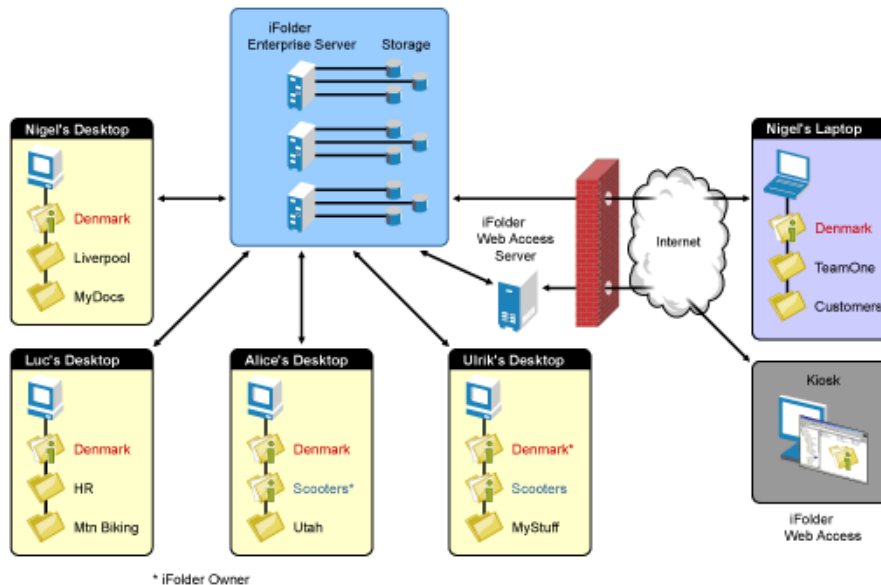 iFolder
Enterprise Server
Storage
Nigel's Desktop
Denmark
Liverpool
MyDocs
iFolder
Web Access
Server
Internet
Nigel's Laptop
Denmark
TeamOne
Customers
Luc's Desktop
Denmark
HR
Mtn Biking
Alice's Desktop
Denmark
Scooters*
Utah
Ulrik's Desktop
Denmark*
Scooters
MyStuff
Kiosk
iFolder
Web Access
* iFolder Owner